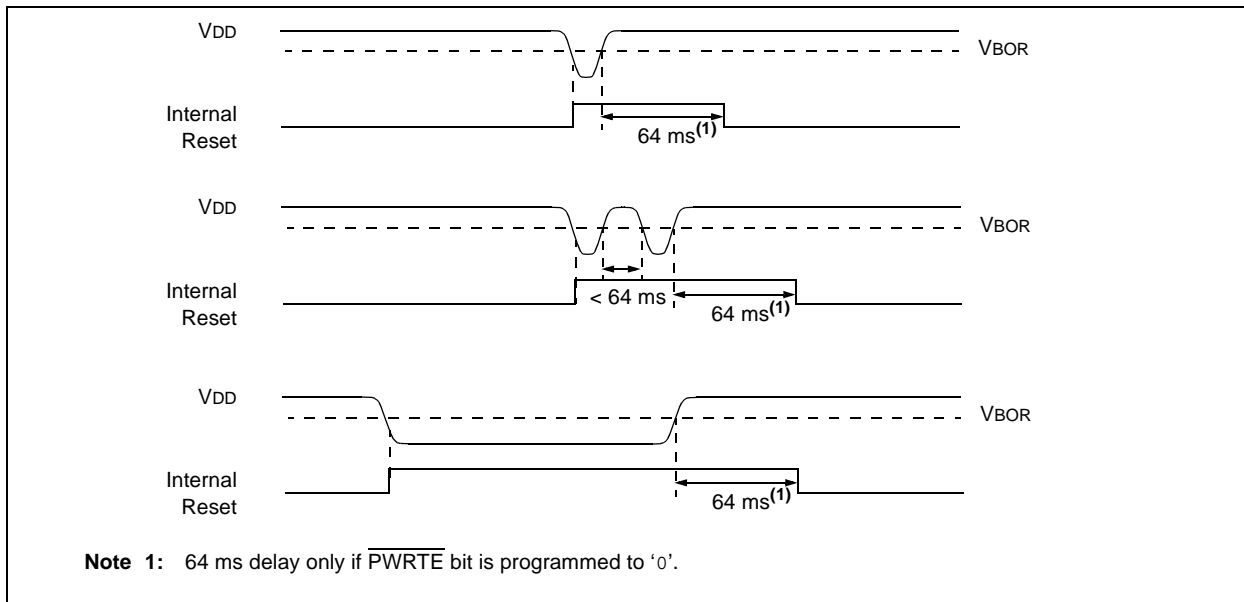 VDD
VBOR
Internal
Reset
64 ms(1)
VDD
VBOR
Internal
Reset
< 64 ms
64 ms(1)
VDD
VBOR
Internal
Reset
64 ms(1)
Note 1: 64 ms delay only if PWRTE bit is programmed to ‘0’.